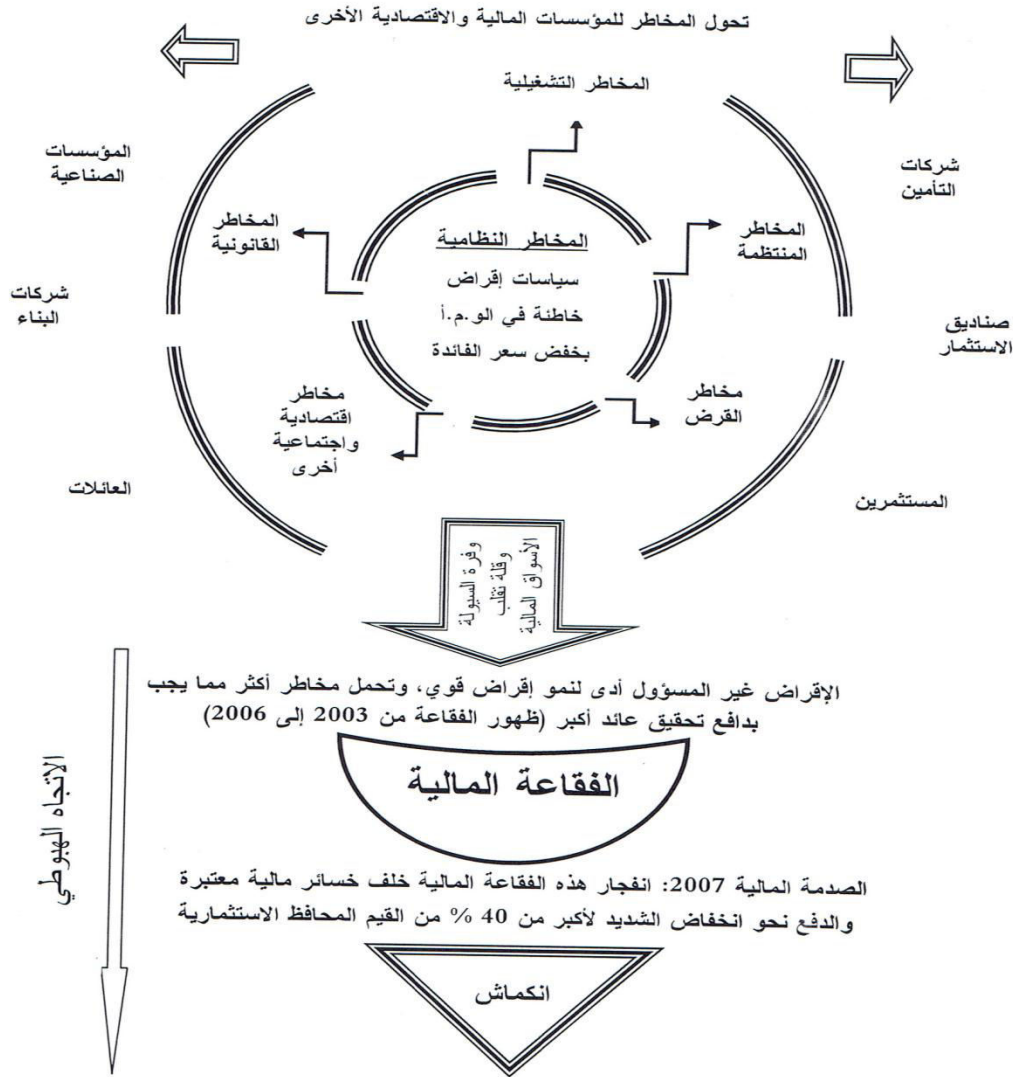 تحول المخاطر للمؤسسات المالية والاقتصادية الأخرى
المخاطر التشغيلية
شركات
التأمين
المؤسسات
الصناعية
المخاطر
المنتظمة
المخاطر
القانونية
المخاطر النظامية
سياسات إقراض
خاطئة في الو.م.أ
بخفض سعر الفائدة
صناديق
الاستثمار
شركات
البناء
مخاطر
القرض
مخاطر
اقتصادية
واجتماعية
أخرى
المستثمرين
العائلات
وفرة السيولة
وقلة تقلب
الأسواق المالية
الإقراض غير المسؤول أدى لنمو إقراض قوي، وتحمل مخاطر أكثر مما يجب
بدافع تحقيق عائد أكبر (ظهور الفقاعة من 2003 إلى 2006)
الفقاعة المالية
الاتجاه الهبوطي
الصدمة المالية 2007: انفجار هذه الفقاعة المالية خلف خسائر مالية معتبرة
والدفع نحو انخفاض الشديد لأكبر من 40 % من القيم المحافظ الاستثمارية
انكماش